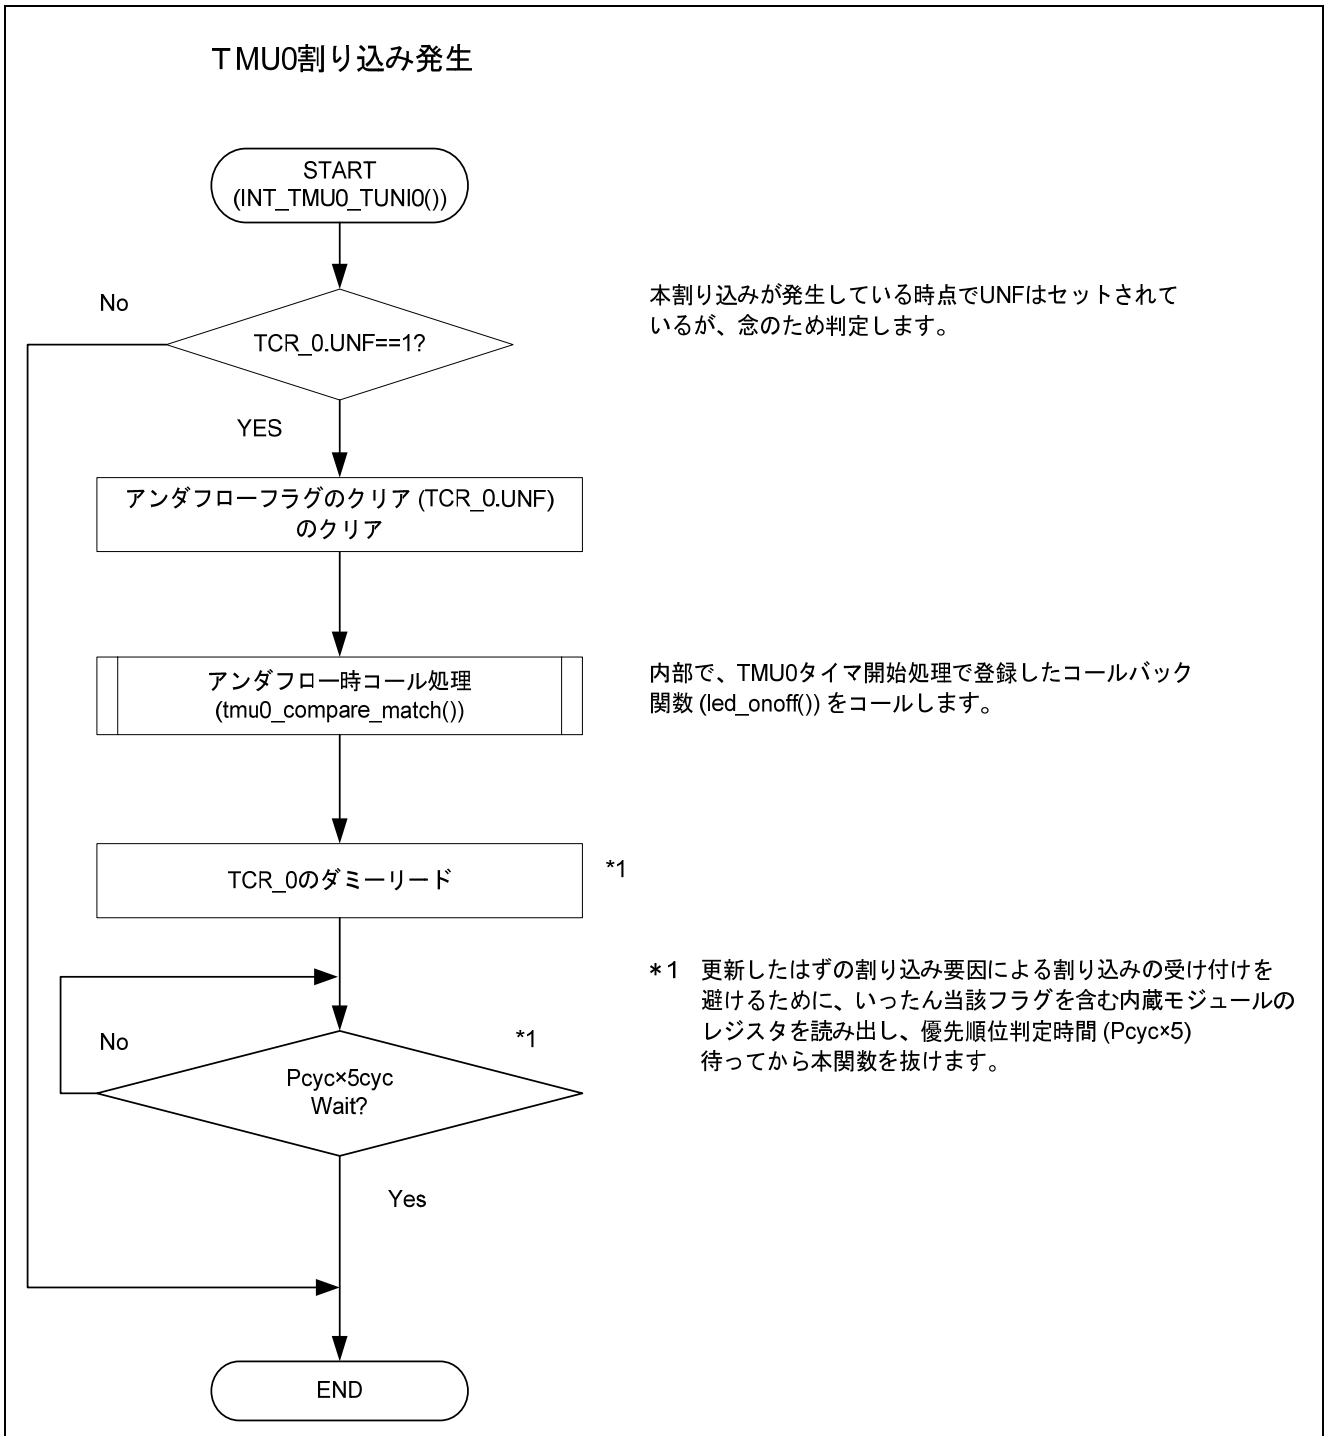 TMU0割り込み発生
START
(INT_TMU0_TUNI0())
No
TCR_0.UNF==1?
本割り込みが発生している時点でUNFはセットされて
いるが、念のため判定します。
YES
アンダフローフラグのクリア (TCR_0.UNF)
のクリア
アンダフロー時コール処理
(tmu0_compare_match())
内部で、TMU0タイマ開始処理で登録したコールバック
関数 (led_onoff()) をコールします。
TCR_0のダミーリード
*1
*1 更新したはずの割り込み要因による割り込みの受け付けを
避けるために、いったん当該フラグを含む内蔵モジュールの
レジスタを読み出し、優先順位判定時間 (Pcyc×5)
待ってから本関数を抜けます。
No
*1
Pcyc×5cyc
Wait?
Yes
END